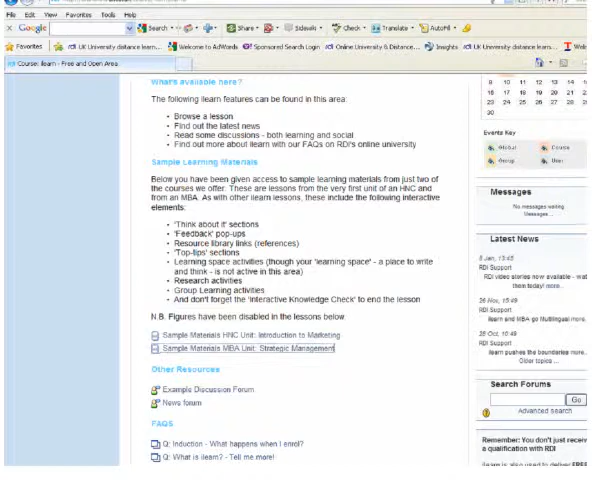 File Edit View Favorites Tools Help
x Google Search Share Sidewiki Check Translate AutoFill
Favorites rdi UK University distance learn... Welcome to AdWords Sponsored Search Login rdi Online University & Distance... Insights rdi UK University distance learn...
Course: ilearn - Free and Open Area
What's available here?
The following ilearn features can be found in this area:
• Browse a lesson
• Find out the latest news
• Read some discussions - both learning and social
• Find out more about ilearn with our FAQs on RDI's online university
Sample Learning Materials
Below you have been given access to sample learning materials from just two of
the courses we offer. These are lessons from the very first unit of an HNC and
from an MBA. As with other ilearn lessons, these include the following interactive
elements:
• 'Think about it' sections
• 'Feedback' pop-ups
• Resource library links (references)
• 'Top-tips' sections
• Learning space activities (though your 'learning space' - a place to write
and think - is not active in this area)
• Research activities
• Group Learning activities
• And don't forget the 'Interactive Knowledge Check' to end the lesson
N.B. Figures have been disabled in the lessons below
Sample Materials HNC Unit: Introduction to Marketing
Sample Materials MBA Unit: Strategic Management
Other Resources
Example Discussion Forum
News forum
FAQS
Q: Induction - What happens when I enrol?
Q: What is ilearn? - Tell me more!
9 10 11 12 13 14
16 17 18 19 20 21
23 24 25 26 27 28
30
Events Key
Global Course
Group User
Messages
No messages waiting
Messages...
Latest News
5 Jan, 13:45
RDI Support
RDI video stories now available - wat
them today! more...
26 Nov, 15:49
RDI Support
ilearn and MBA go Multilingual more.
28 Oct, 10:49
RDI Support
ilearn pushes the boundaries more.
Older topics ...
Search Forums
Go
Advanced search
Remember: You don't just receiv
a qualification with RDI
ilearn is also used to deliver FREE